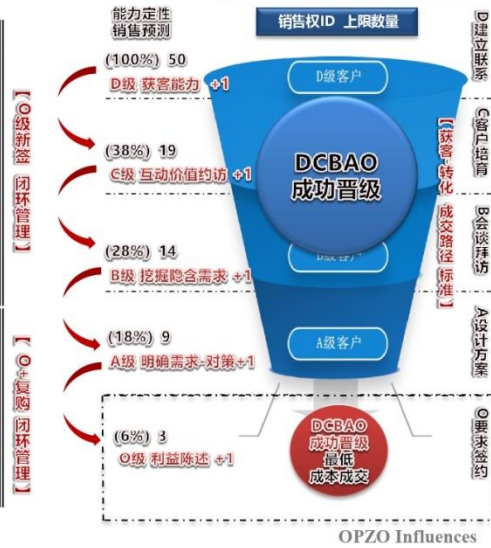 能力定性
销售预测
销售权ID 上限数量
D建立联系
(100%) 50
D级 获客能力 +1
D级客户
【O级新签 闭环管理】
C客户培育
(38%) 19
C级 互动价值约访 +1
DCBAO
成功晋级
【获客·转化 成交路径 标准】
B级客户
B会谈拜访
(28%) 14
B级 挖掘隐含需求 +1
(18%) 9
A级 明确需求-对策+1
A级客户
A设计方案
【O+复购 闭环管理】
(6%) 3
O级 利益陈述 +1
DCBAO
成功晋级
最低
成本成交
O要求签约
OPZO Influences